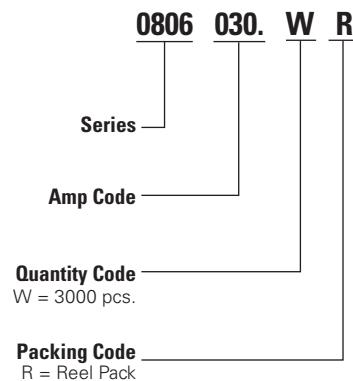 0806 030. W R
Series
Amp Code
Quantity Code
W = 3000 pcs.
Packing Code
R = Reel Pack